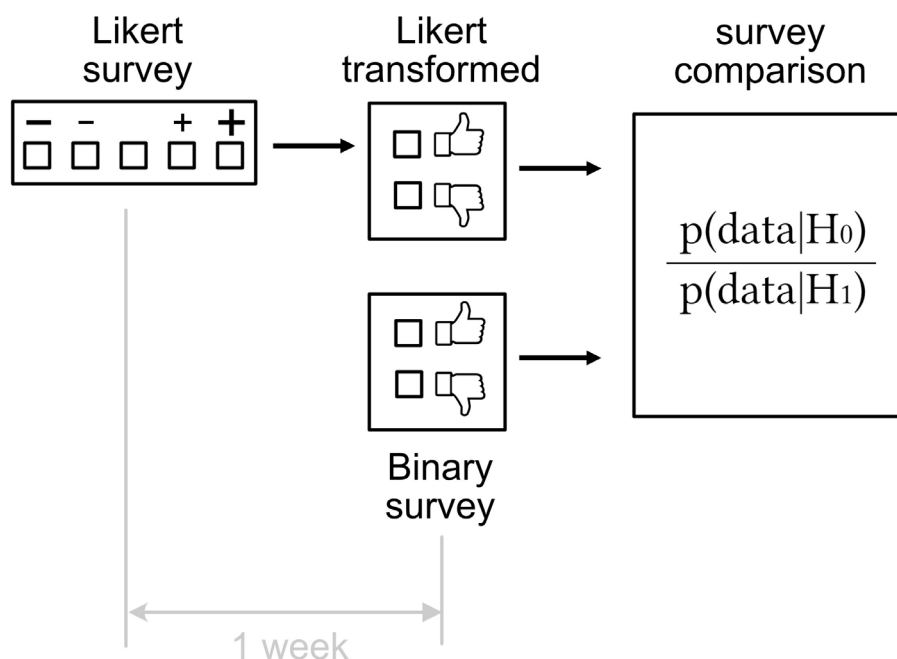 Likert
survey
Likert
transformed
survey
comparison
− − + +
p(data|H₀)
p(data|H₁)
Binary
survey
1 week